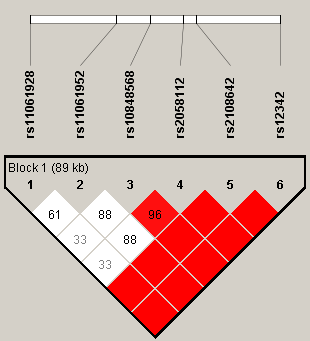 rs11061928 rs11061952 rs10848568 rs2058112 rs2108642 rs12342
Block 1 (89 kb)
1 2 3 4 5 6
61 88 96
33 88
33